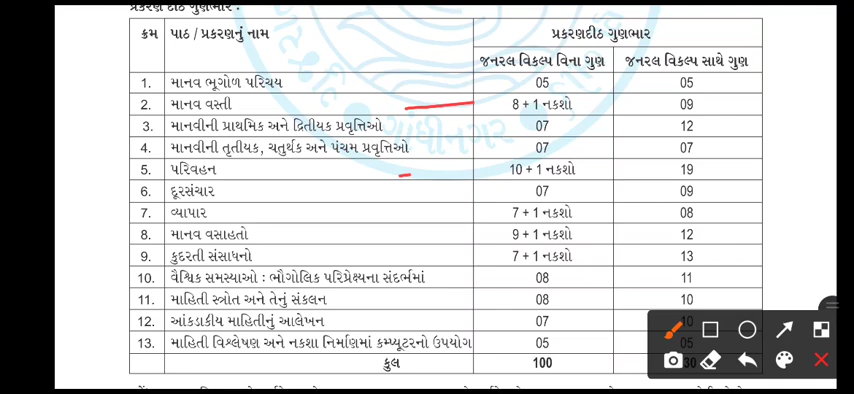 પ્રકરણ દીઠ ગુણભાર :
ક્રમ પાઠ / પ્રકરણનું નામ પ્રકરણદીઠ ગુણભાર
જનરલ વિકલ્પ વિના ગુણ જનરલ વિકલ્પ સાથે ગુણ
1. માનવ ભૂગોળ પરિચય 05 05
2. માનવ વસ્તી 8 + 1 નકશો 09
3. માનવીની પ્રાથમિક અને દ્વિતીયક પ્રવૃત્તિઓ 07 12
4. માનવીની તૃતીયક, ચતુર્થક અને પંચમ પ્રવૃત્તિઓ 07 07
5. પરિવહન 10 + 1 નકશો 19
6. દૂરસંચાર 07 09
7. વ્યાપાર 7 + 1 નકશો 08
8. માનવ વસાહતો 9 + 1 નકશો 12
9. કુદરતી સંસાધનો 7 + 1 નકશો 13
10. વૈશ્વિક સમસ્યાઓ : ભૌગોલિક પરિપ્રેક્ષ્યના સંદર્ભમાં 08 11
11. માહિતી સ્ત્રોત અને તેનું સંકલન 08 10
12. આંકડાકીય માહિતીનું આલેખન 07 10
13. માહિતી વિશ્લેષણ અને નકશા નિર્માણમાં કમ્પ્યૂટરનો ઉપયોગ 05 05
કુલ 100
ગાંધીનગર